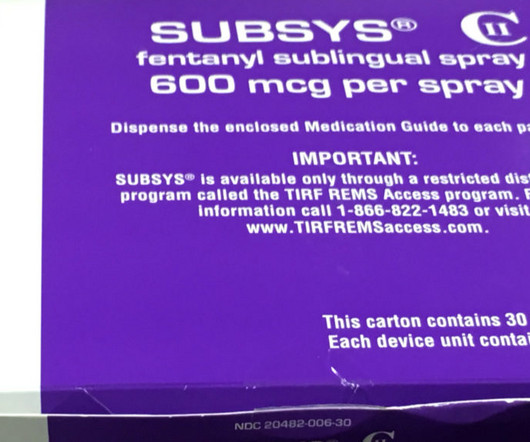 SUBSYS® CII
fentanyl sublingual spray
600 mcg per spray
Dispense the enclosed Medication Guide to each
IMPORTANT:
SUBSYS® is available only through a restricted
program called the TIRF REMS Access program.
information call 1-866-822-1483 or visit
www.TIRFREMSaccess.com.
This carton contains 30
Each device unit
NDC 20482-006-30
CII